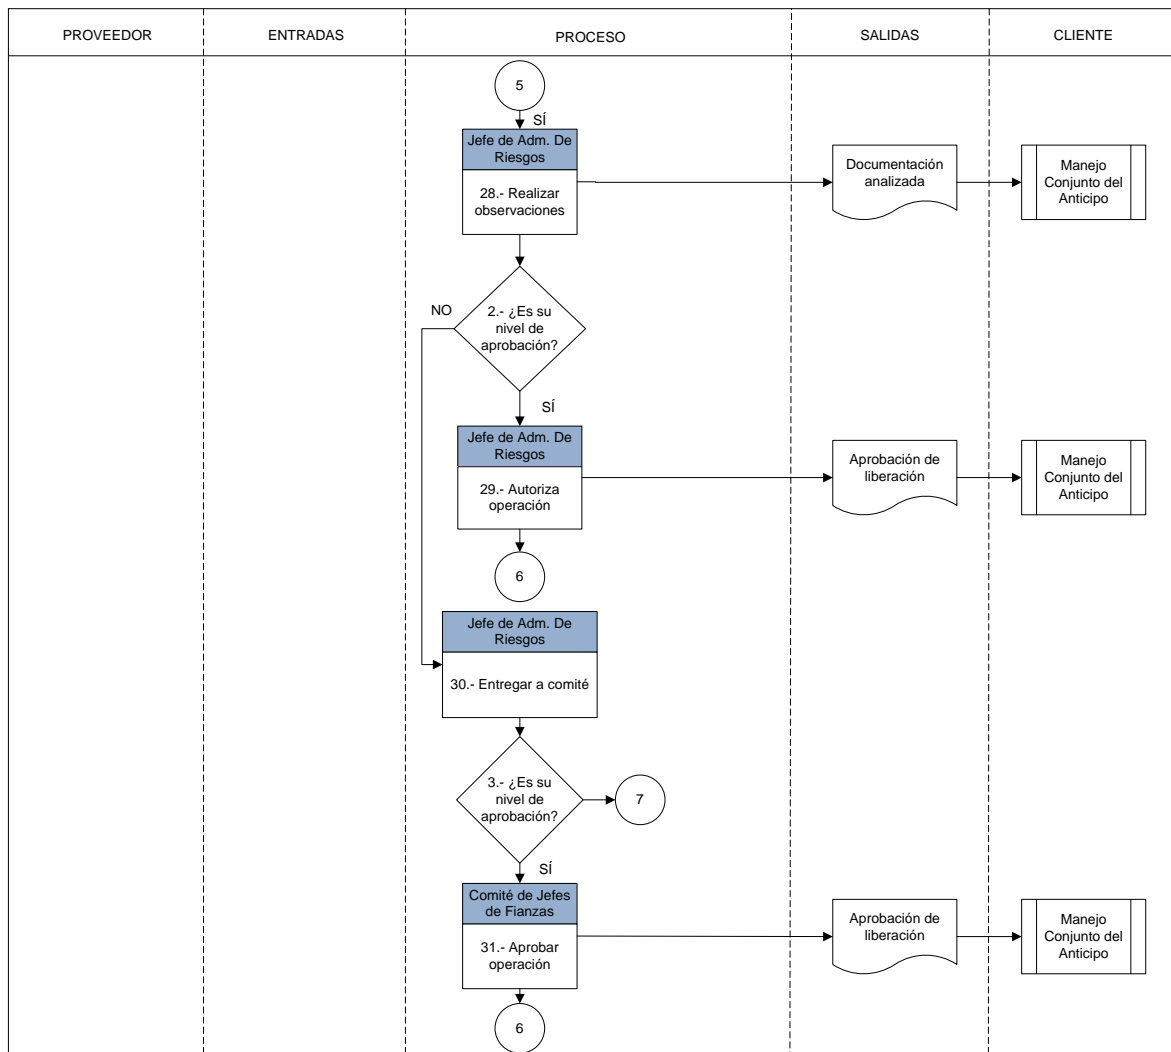 PROVEEDOR
ENTRADAS
PROCESO
SALIDAS
CLIENTE
5
SÍ
Jefe de Adm. De
Riesgos
28.- Realizar
observaciones
Documentación
analizada
Manejo
Conjunto del
Anticipo
NO
2.- ¿Es su
nivel de
aprobación?
SÍ
Jefe de Adm. De
Riesgos
29.- Autoriza
operación
Aprobación de
liberación
Manejo
Conjunto del
Anticipo
6
Jefe de Adm. De
Riesgos
30.- Entregar a comité
3.- ¿Es su
nivel de
aprobación?
7
SÍ
Comité de Jefes
de Fianzas
31.- Aprobar
operación
Aprobación de
liberación
Manejo
Conjunto del
Anticipo
6